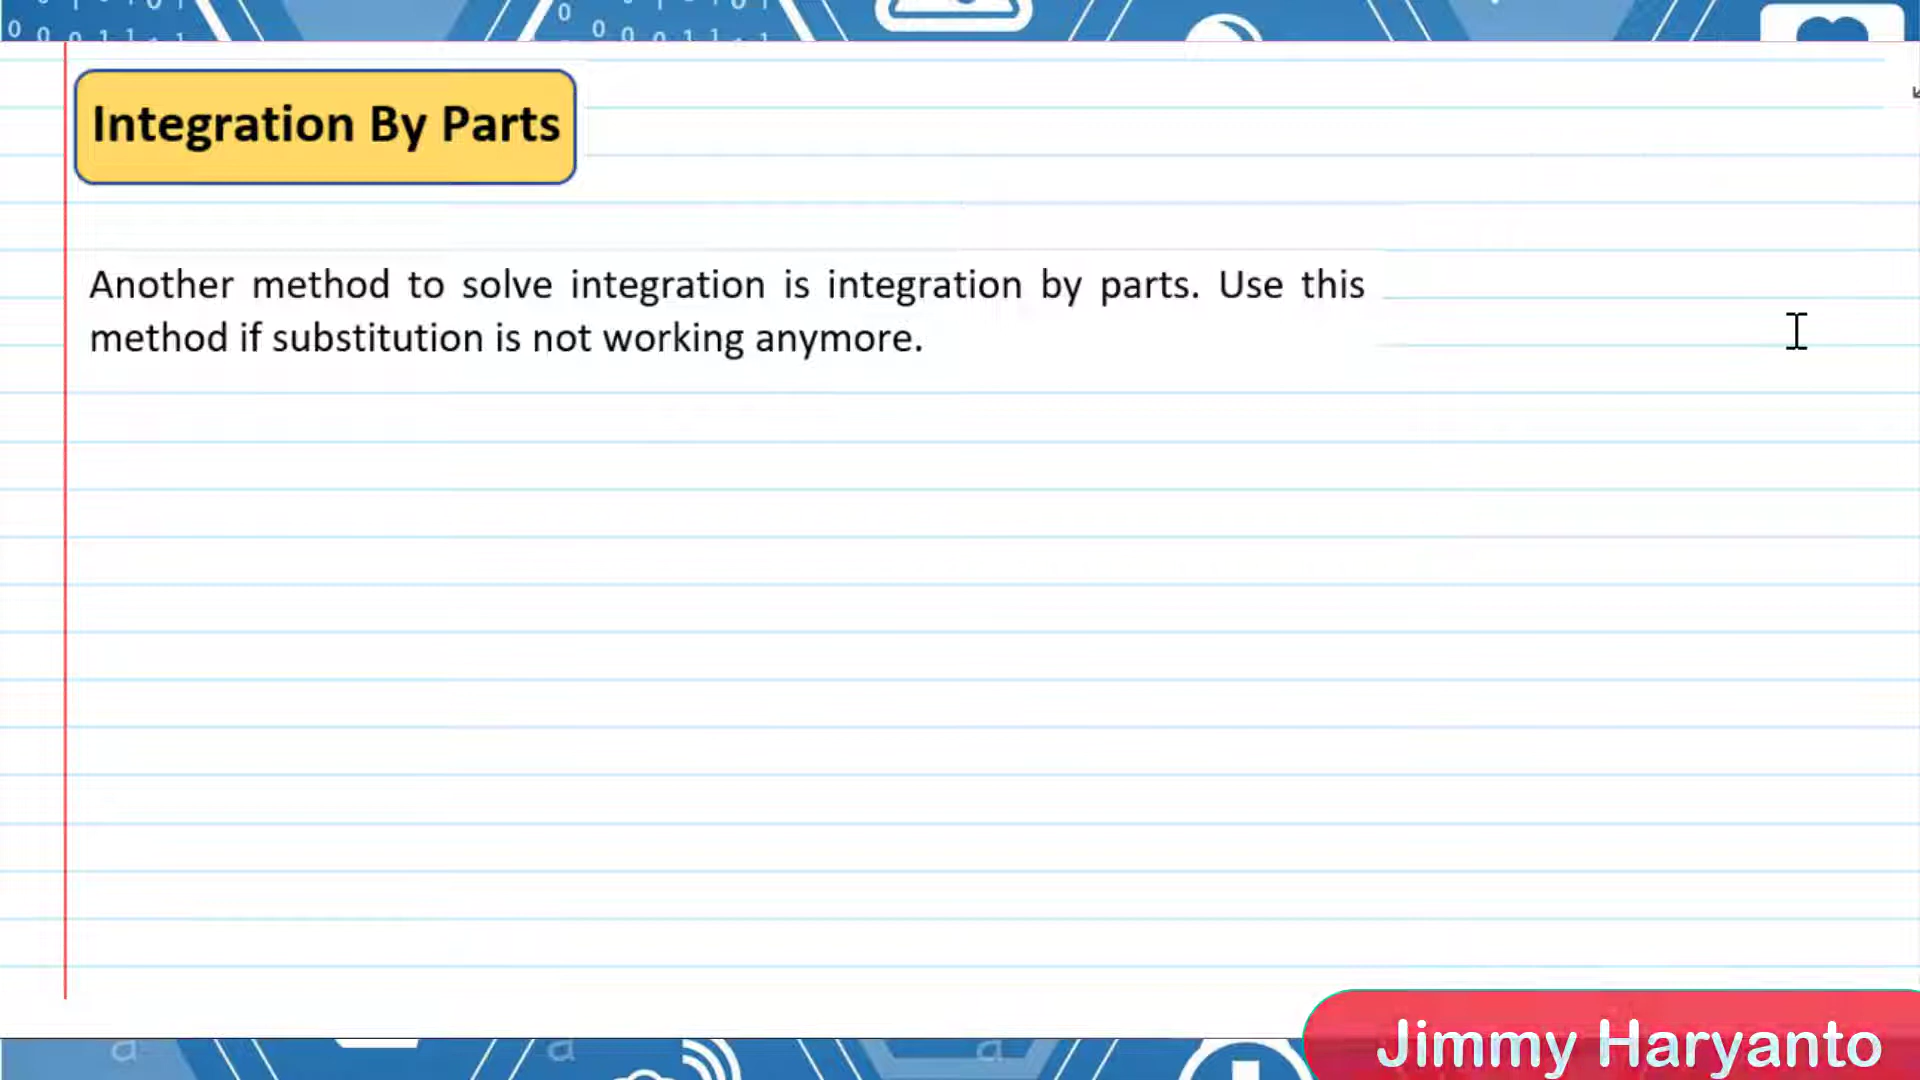 Integration By Parts
Another method to solve integration is integration by parts. Use this
method if substitution is not working anymore.
Jimmy Haryanto